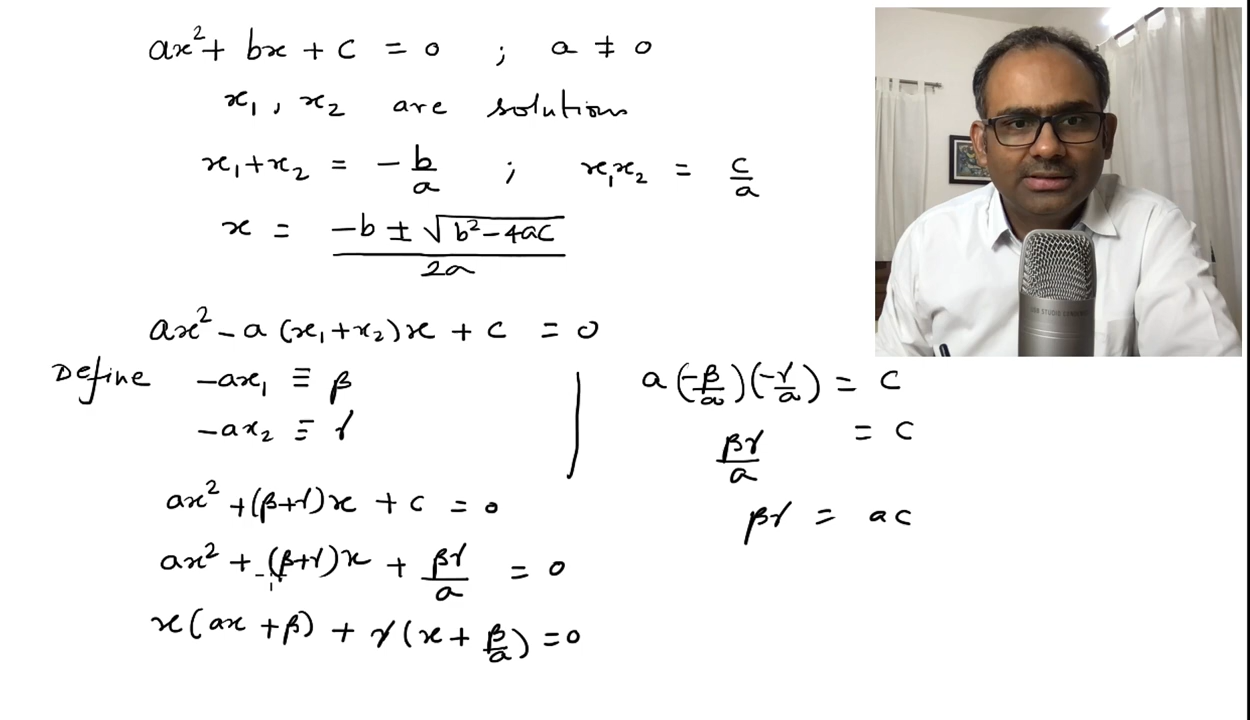 ax² + bx + c = 0 ; a ≠ 0
x₁, x₂ are solutions
x₁+x₂ = -b/a ; x₁x₂ = c/a
x = (-b ± √(b²-4ac))/2a
ax² - a(x₁+x₂)x + c = 0
Define -ax₁ ≡ β
-ax₂ ≡ γ
ax² + (β+γ)x + c = 0
ax² + (β+γ)x + βγ/a = 0
x(ax + β) + γ(x + β/a) = 0
a(-β/a)(-γ/a) = c
βγ/a = c
βγ = ac